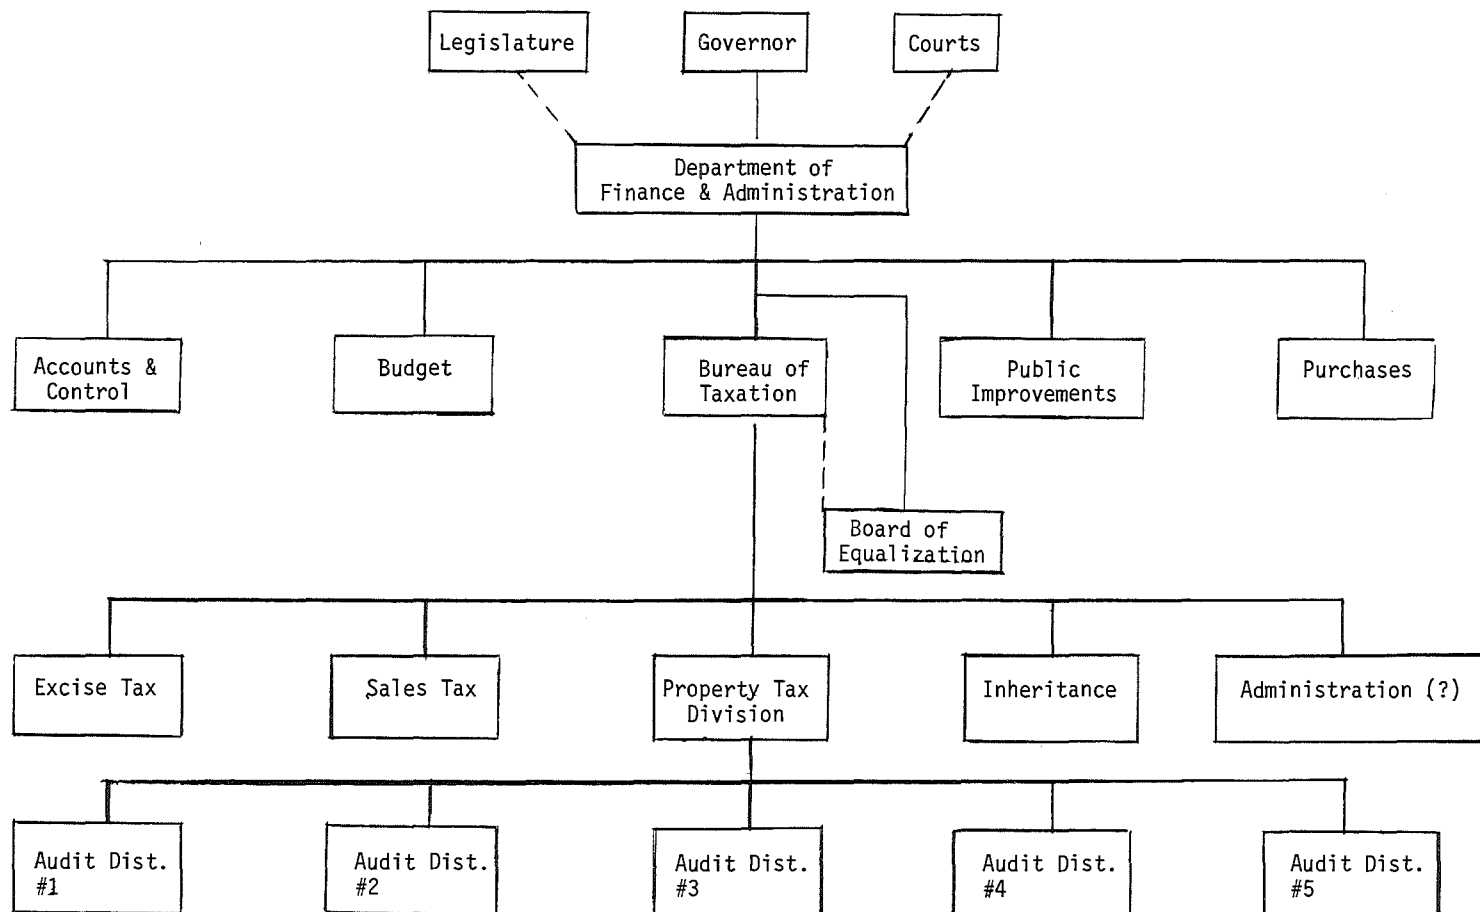 Legislature
Governor
Courts
Department of
Finance & Administration
Accounts &
Control
Budget
Bureau of
Taxation
Public
Improvements
Purchases
Board of
Equalization
Excise Tax
Sales Tax
Property Tax
Division
Inheritance
Administration (?)
Audit Dist.
#1
Audit Dist.
#2
Audit Dist.
#3
Audit Dist.
#4
Audit Dist.
#5